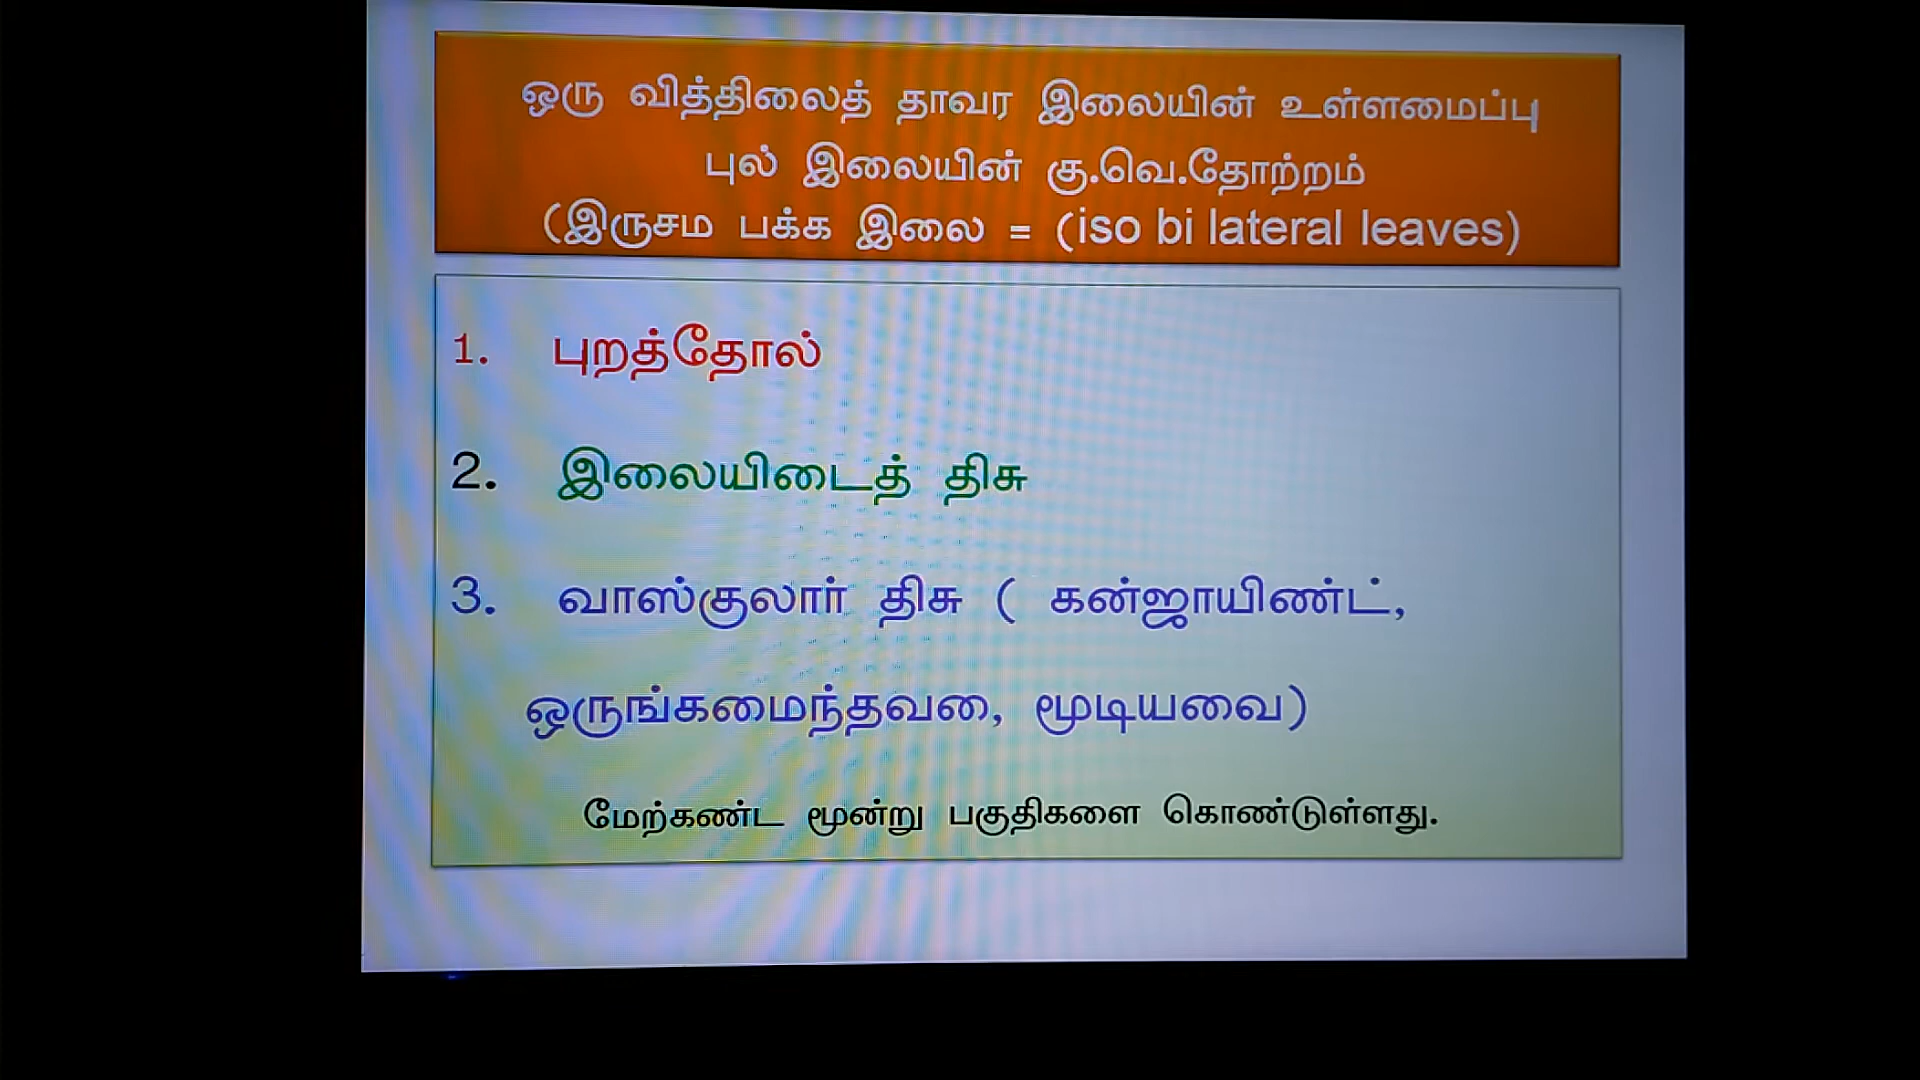 ஒரு வித்திலைத் தாவர இலையின் உள்ளமைப்பு
புல் இலையின் கு.வெ.தோற்றம்
(இருசம பக்க இலை = (iso bi lateral leaves)
1. புறத்தோல்
2. இலையிடைத் திசு
3. வாஸ்குலார் திசு ( கன்ஜாயிண்ட்,
ஒருங்கமைந்தவை, மூடியவை)
மேற்கண்ட மூன்று பகுதிகளை கொண்டுள்ளது.